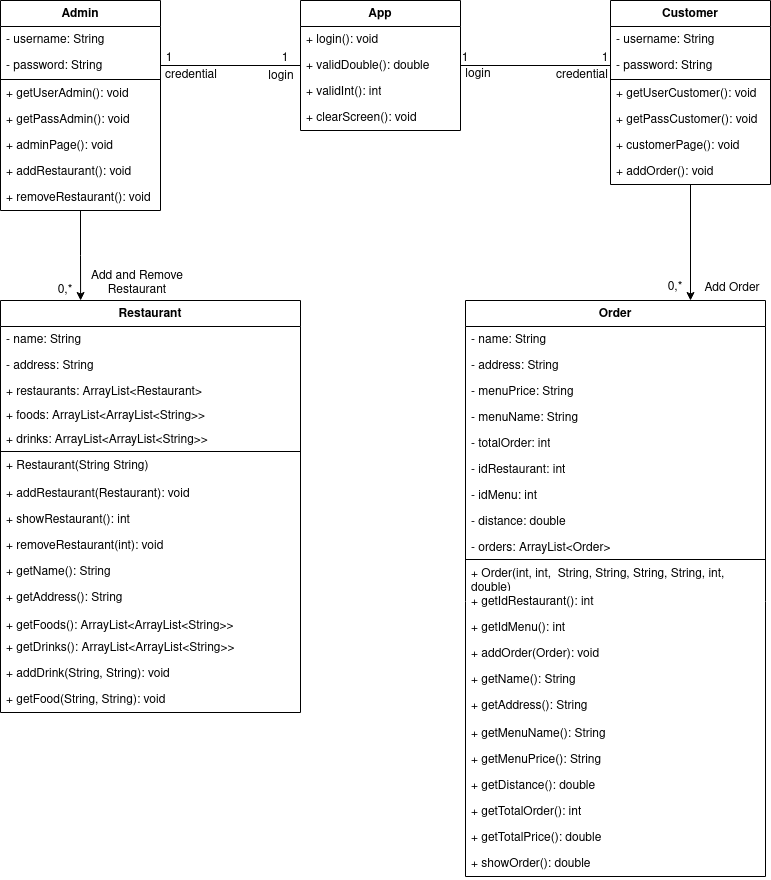 Admin
- username: String
- password: String
+ getUserAdmin(): void
+ getPassAdmin(): void
+ adminPage(): void
+ addRestaurant(): void
+ removeRestaurant(): void
1
credential
1
login
App
+ login(): void
+ validDouble(): double
+ validInt(): int
+ clearScreen(): void
1
login
1
credential
Customer
- username: String
- password: String
+ getUserCustomer(): void
+ getPassCustomer(): void
+ customerPage(): void
+ addOrder(): void
0,*
Add and Remove
Restaurant
0,*
Add Order
Restaurant
- name: String
- address: String
+ restaurants: ArrayList<Restaurant>
+ foods: ArrayList<ArrayList<String>>
+ drinks: ArrayList<ArrayList<String>>
+ Restaurant(String String)
+ addRestaurant(Restaurant): void
+ showRestaurant(): int
+ removeRestaurant(int): void
+ getName(): String
+ getAddress(): String
+ getFoods(): ArrayList<ArrayList<String>>
+ getDrinks(): ArrayList<ArrayList<String>>
+ addDrink(String, String): void
+ getFood(String, String): void
Order
- name: String
- address: String
- menuPrice: String
- menuName: String
- totalOrder: int
- idRestaurant: int
- idMenu: int
- distance: double
- orders: ArrayList<Order>
+ Order(int, int,  String, String, String, String, int,
double)
+ getIdRestaurant(): int
+ getIdMenu(): int
+ addOrder(Order): void
+ getName(): String
+ getAddress(): String
+ getMenuName(): String
+ getMenuPrice(): String
+ getDistance(): double
+ getTotalOrder(): int
+ getTotalPrice(): double
+ showOrder(): double